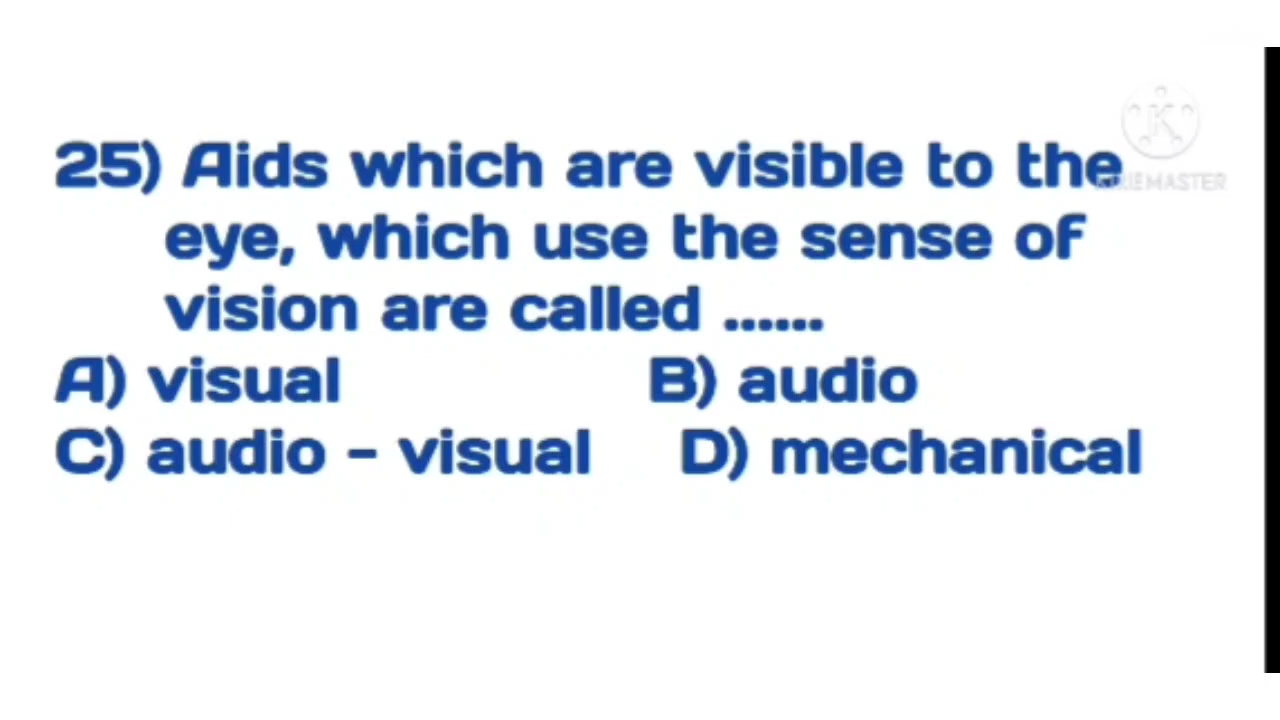 25) Aids which are visible to the
eye, which use the sense of
vision are called ......
A) visual B) audio
C) audio - visual D) mechanical
K
KINEMASTER